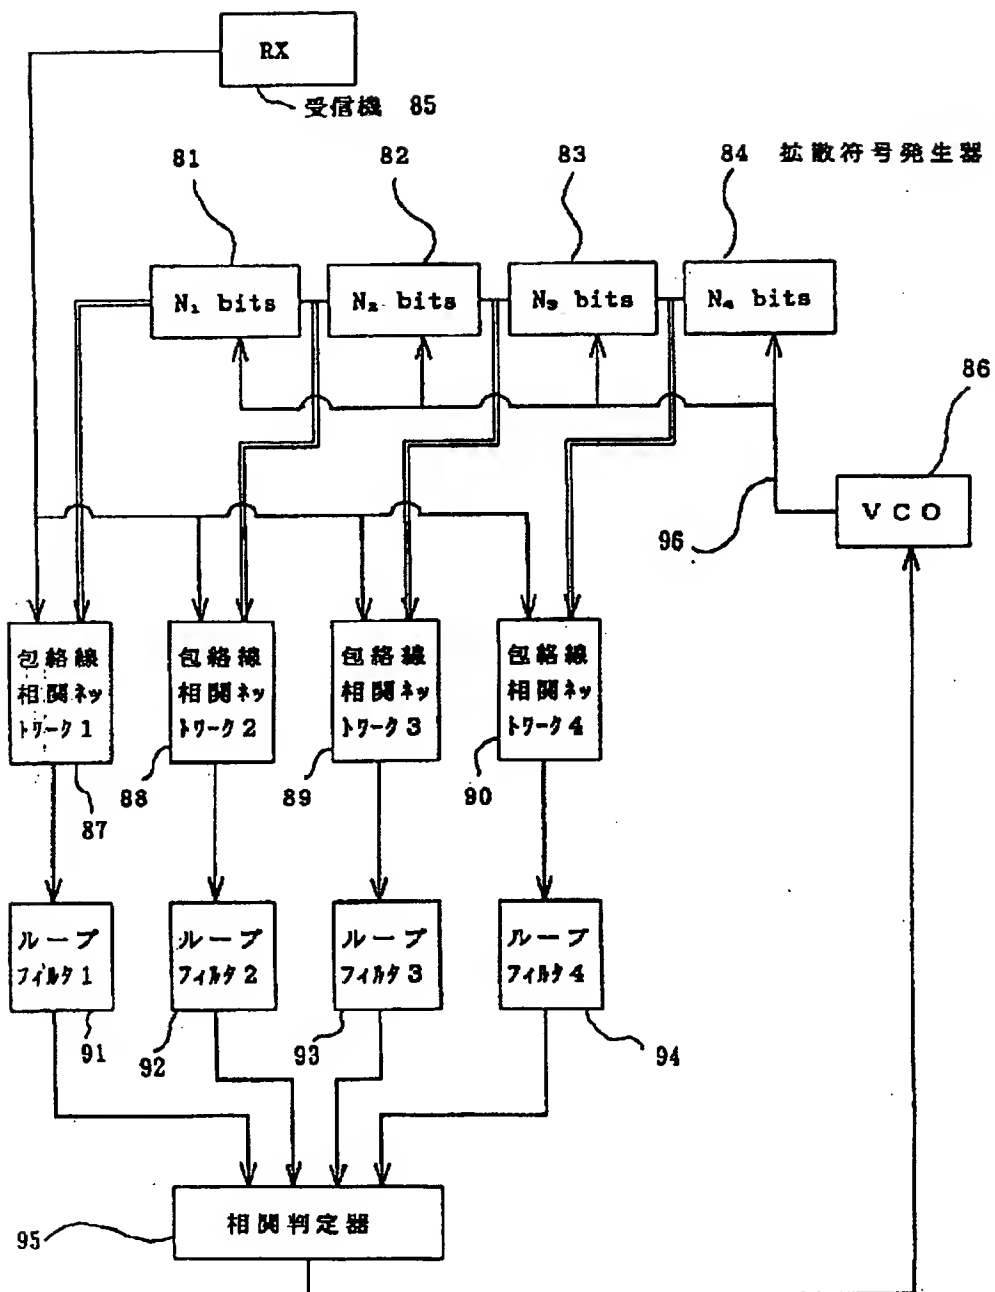 RX
受信機 85
81
82
83
84 拡散符号発生器
N₁ bits
N₂ bits
N₃ bits
N₄ bits
86
VCO
96
包絡線
相関ネッ
トワーク1
包絡線
相関ネッ
トワーク2
包絡線
相関ネッ
トワーク3
包絡線
相関ネッ
トワーク4
87
88
89
90
ループ
フィルタ1
ループ
フィルタ2
ループ
フィルタ3
ループ
フィルタ4
91
92
93
94
相関判定器
95